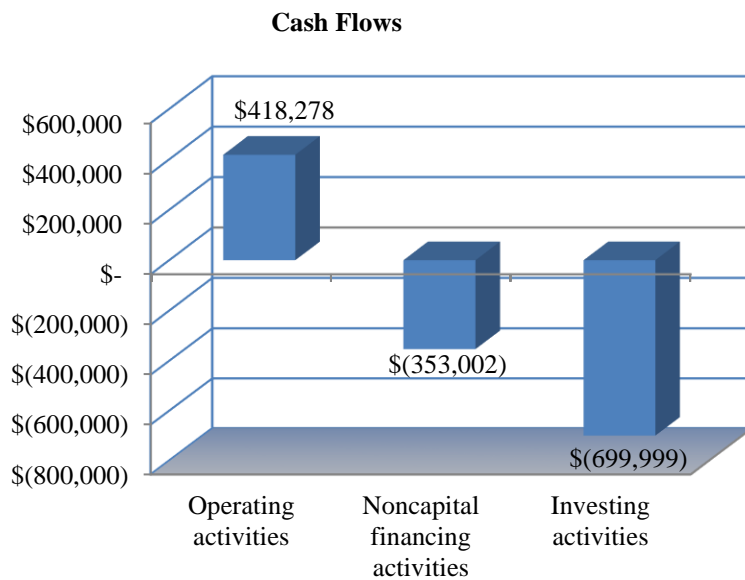 Cash Flows
$418,278
$600,000
$400,000
$200,000
$-
$(200,000)
$(400,000)
$(600,000)
$(800,000)
$(353,002)
$(699,999)
Operating
activities
Noncapital
financing
activities
Investing
activities